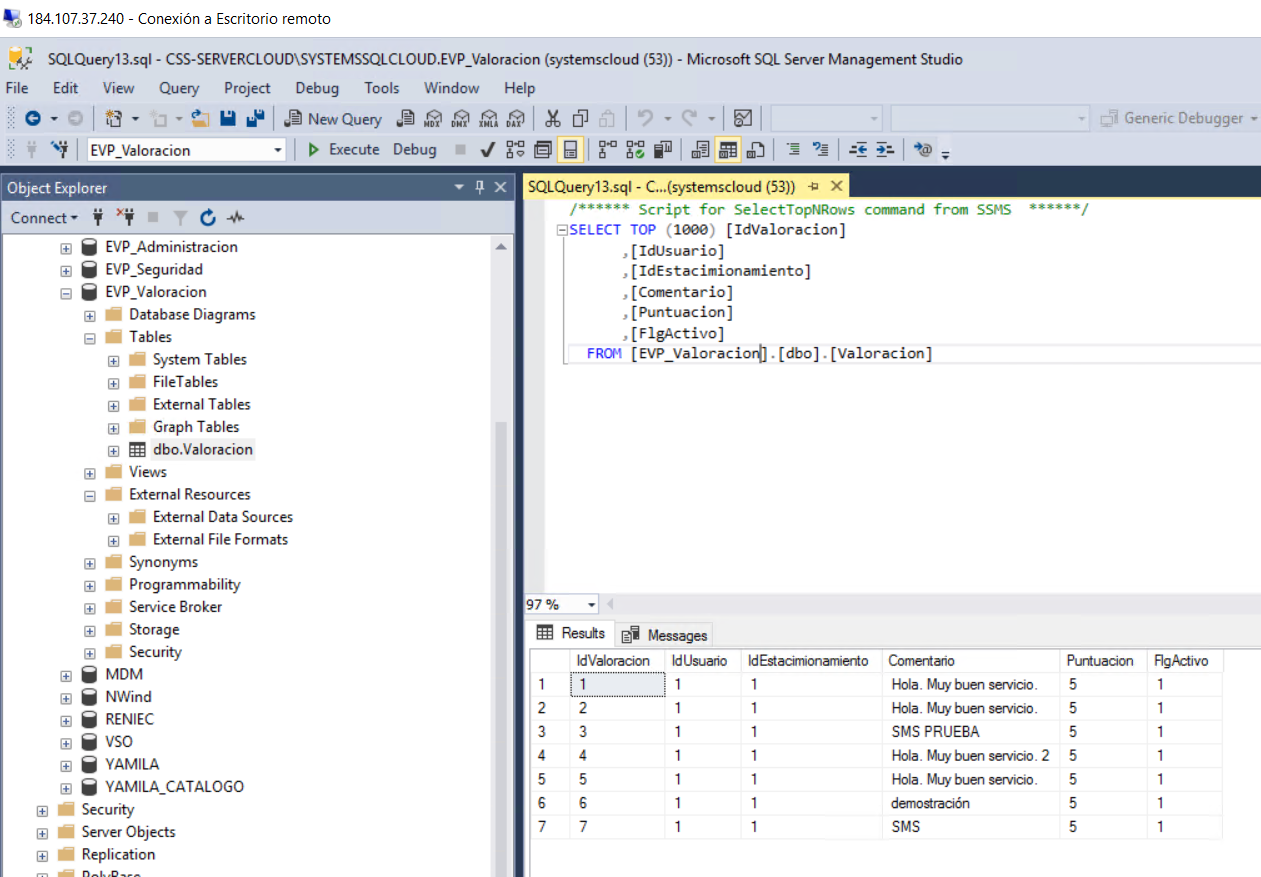 184.107.37.240 - Conexión a Escritorio remoto
SQLQuery13.sql - CSS-SERVERCLOUD\SYSTEMSSQLCLOUD.EVP_Valoracion (systemscloud (53)) - Microsoft SQL Server Management Studio
File Edit View Query Project Debug Tools Window Help
New Query MDX DMX XMLA DAX Generic Debugger
EVP_Valoracion Execute Debug
Object Explorer
Connect
EVP_Administracion
EVP_Seguridad
EVP_Valoracion
Database Diagrams
Tables
System Tables
FileTables
External Tables
Graph Tables
dbo.Valoracion
Views
External Resources
External Data Sources
External File Formats
Synonyms
Programmability
Service Broker
Storage
Security
MDM
NWind
RENIEC
VSO
YAMILA
YAMILA_CATALOGO
Security
Server Objects
Replication
PolyBase
SQLQuery13.sql - C...(systemscloud (53))
/****** Script for SelectTopNRows command from SSMS ******/
SELECT TOP (1000) [IdValoracion]
,[IdUsuario]
,[IdEstacimionamiento]
,[Comentario]
,[Puntuacion]
,[FlgActivo]
FROM [EVP_Valoracion].[dbo].[Valoracion]
97 %
Results Messages
IdValoracion IdUsuario IdEstacimionamiento Comentario Puntuacion FlgActivo
1 1 1 1 Hola. Muy buen servicio. 5 1
2 2 1 1 Hola. Muy buen servicio. 5 1
3 3 1 1 SMS PRUEBA 5 1
4 4 1 1 Hola. Muy buen servicio. 2 5 1
5 5 1 1 Hola. Muy buen servicio. 5 1
6 6 1 1 demostración 5 1
7 7 1 1 SMS 5 1